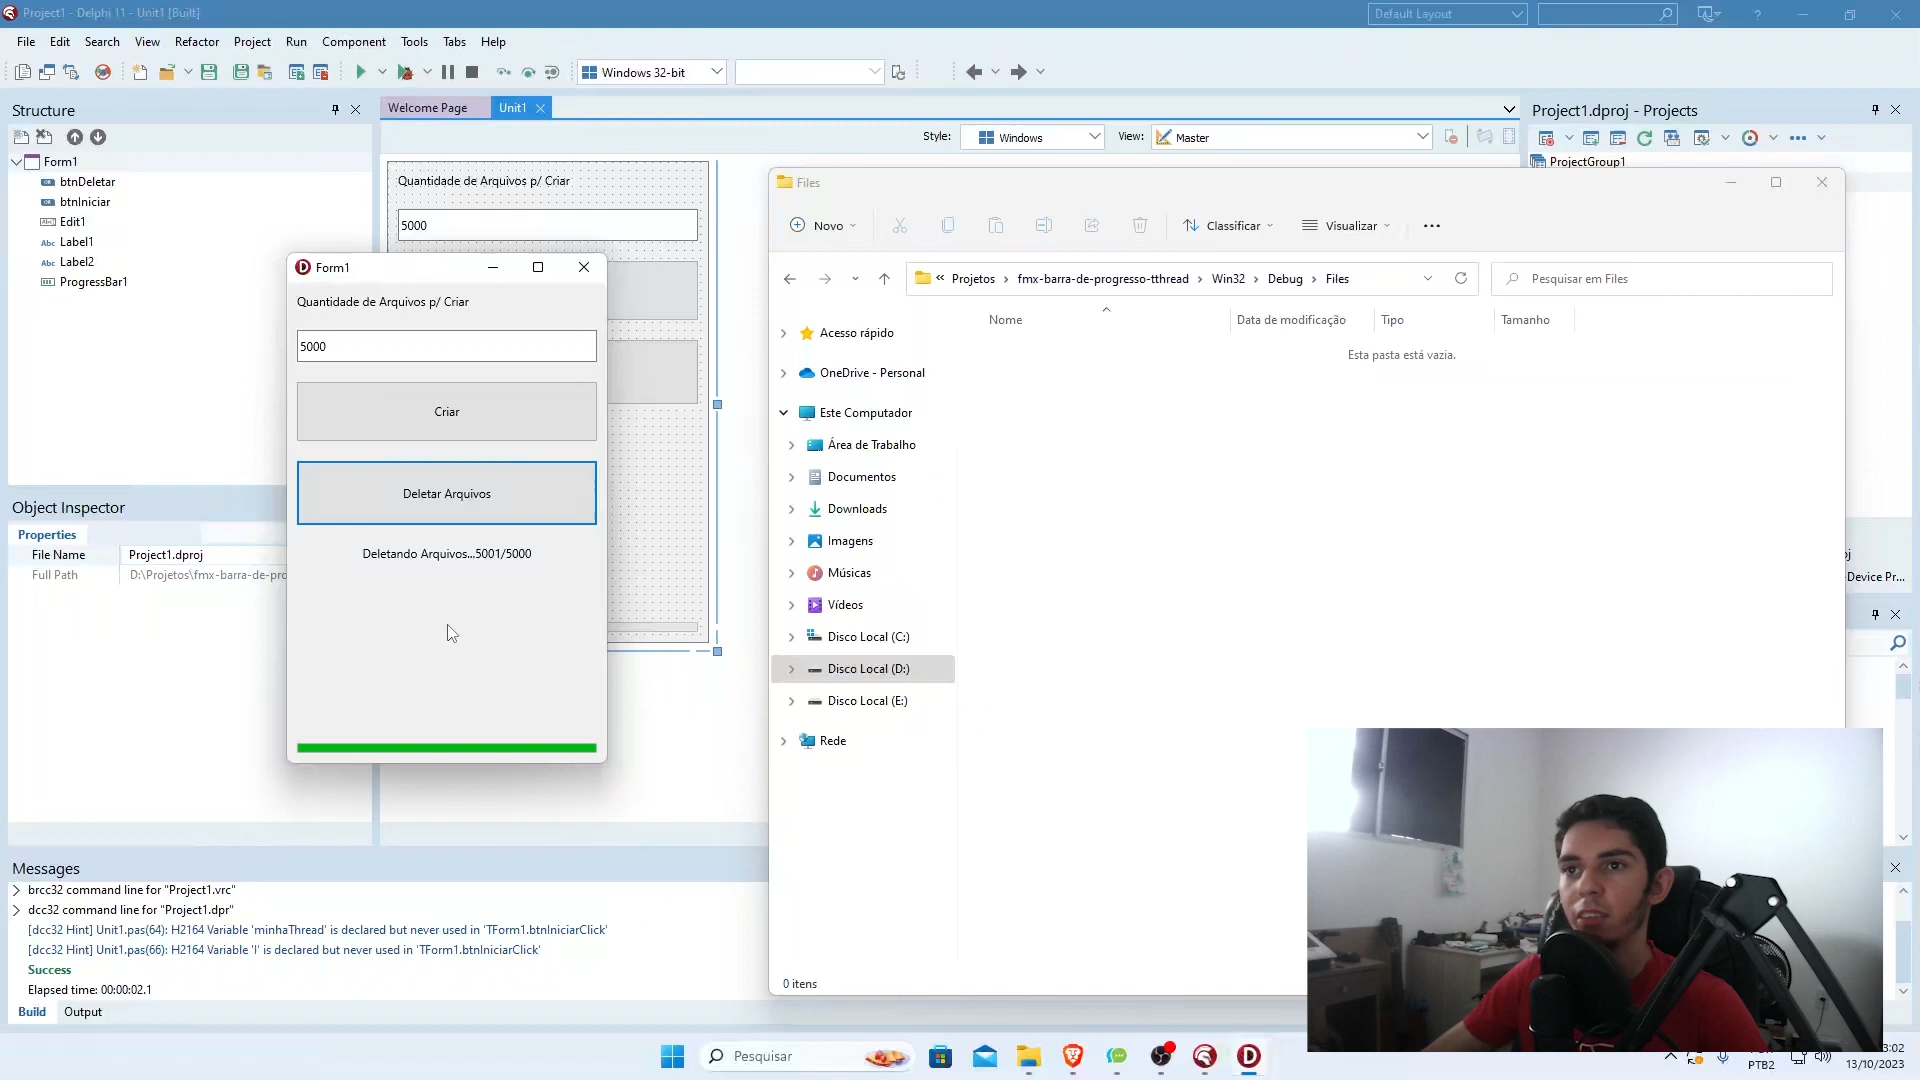 Project1 - Delphi 11 - Unit1 [Built]
Default Layout
File Edit Search View Refactor Project Run Component Tools Tabs Help
Windows 32-bit
Structure
Form1
btnDeletar
btnIniciar
Edit1
Label1
Label2
ProgressBar1
Object Inspector
Properties
File Name Project1.dproj
Full Path D:\Projetos\fmx-barra-de-pro
Welcome Page Unit1
Style: Windows View: Master
Quantidade de Arquivos p/ Criar
5000
Form1
Quantidade de Arquivos p/ Criar
5000
Criar
Deletar Arquivos
Deletando Arquivos...5001/5000
Project1.dproj - Projects
ProjectGroup1
-Device Pr...
Files
Novo Classificar Visualizar
« Projetos › fmx-barra-de-progresso-tthread › Win32 › Debug › Files
Pesquisar em Files
Nome Data de modificação Tipo Tamanho
Esta pasta está vazia.
Acesso rápido
OneDrive - Personal
Este Computador
Área de Trabalho
Documentos
Downloads
Imagens
Músicas
Vídeos
Disco Local (C:)
Disco Local (D:)
Disco Local (E:)
Rede
0 itens
Messages
brcc32 command line for "Project1.vrc"
dcc32 command line for "Project1.dpr"
[dcc32 Hint] Unit1.pas(64): H2164 Variable 'minhaThread' is declared but never used in 'TForm1.btnIniciarClick'
[dcc32 Hint] Unit1.pas(66): H2164 Variable 'I' is declared but never used in 'TForm1.btnIniciarClick'
Success
Elapsed time: 00:00:02.1
Build Output
Pesquisar
PTB2
3:02
13/10/2023